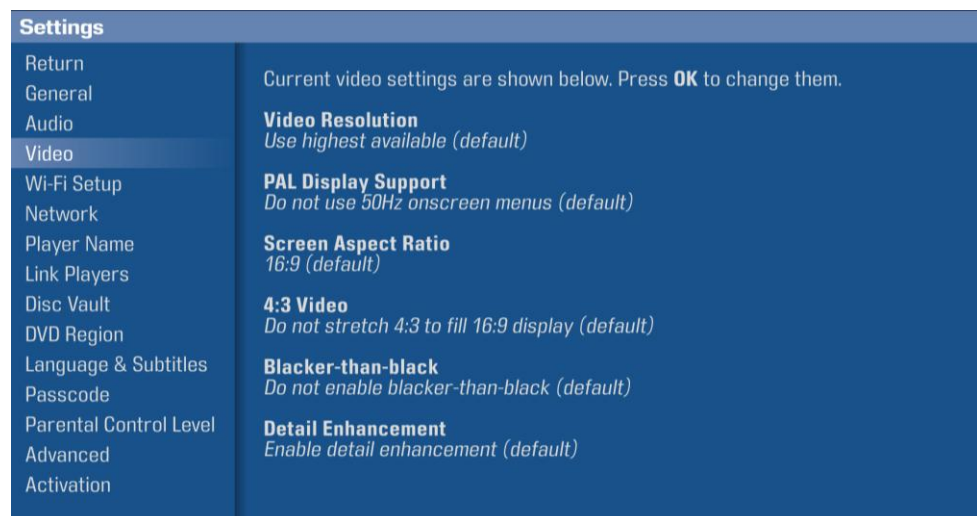 Settings
Return
General
Audio
Video
Wi-Fi Setup
Network
Player Name
Link Players
Disc Vault
DVD Region
Language & Subtitles
Passcode
Parental Control Level
Advanced
Activation
Current video settings are shown below. Press OK to change them.
Video Resolution
Use highest available (default)
PAL Display Support
Do not use 50Hz onscreen menus (default)
Screen Aspect Ratio
16:9 (default)
4:3 Video
Do not stretch 4:3 to fill 16:9 display (default)
Blacker-than-black
Do not enable blacker-than-black (default)
Detail Enhancement
Enable detail enhancement (default)